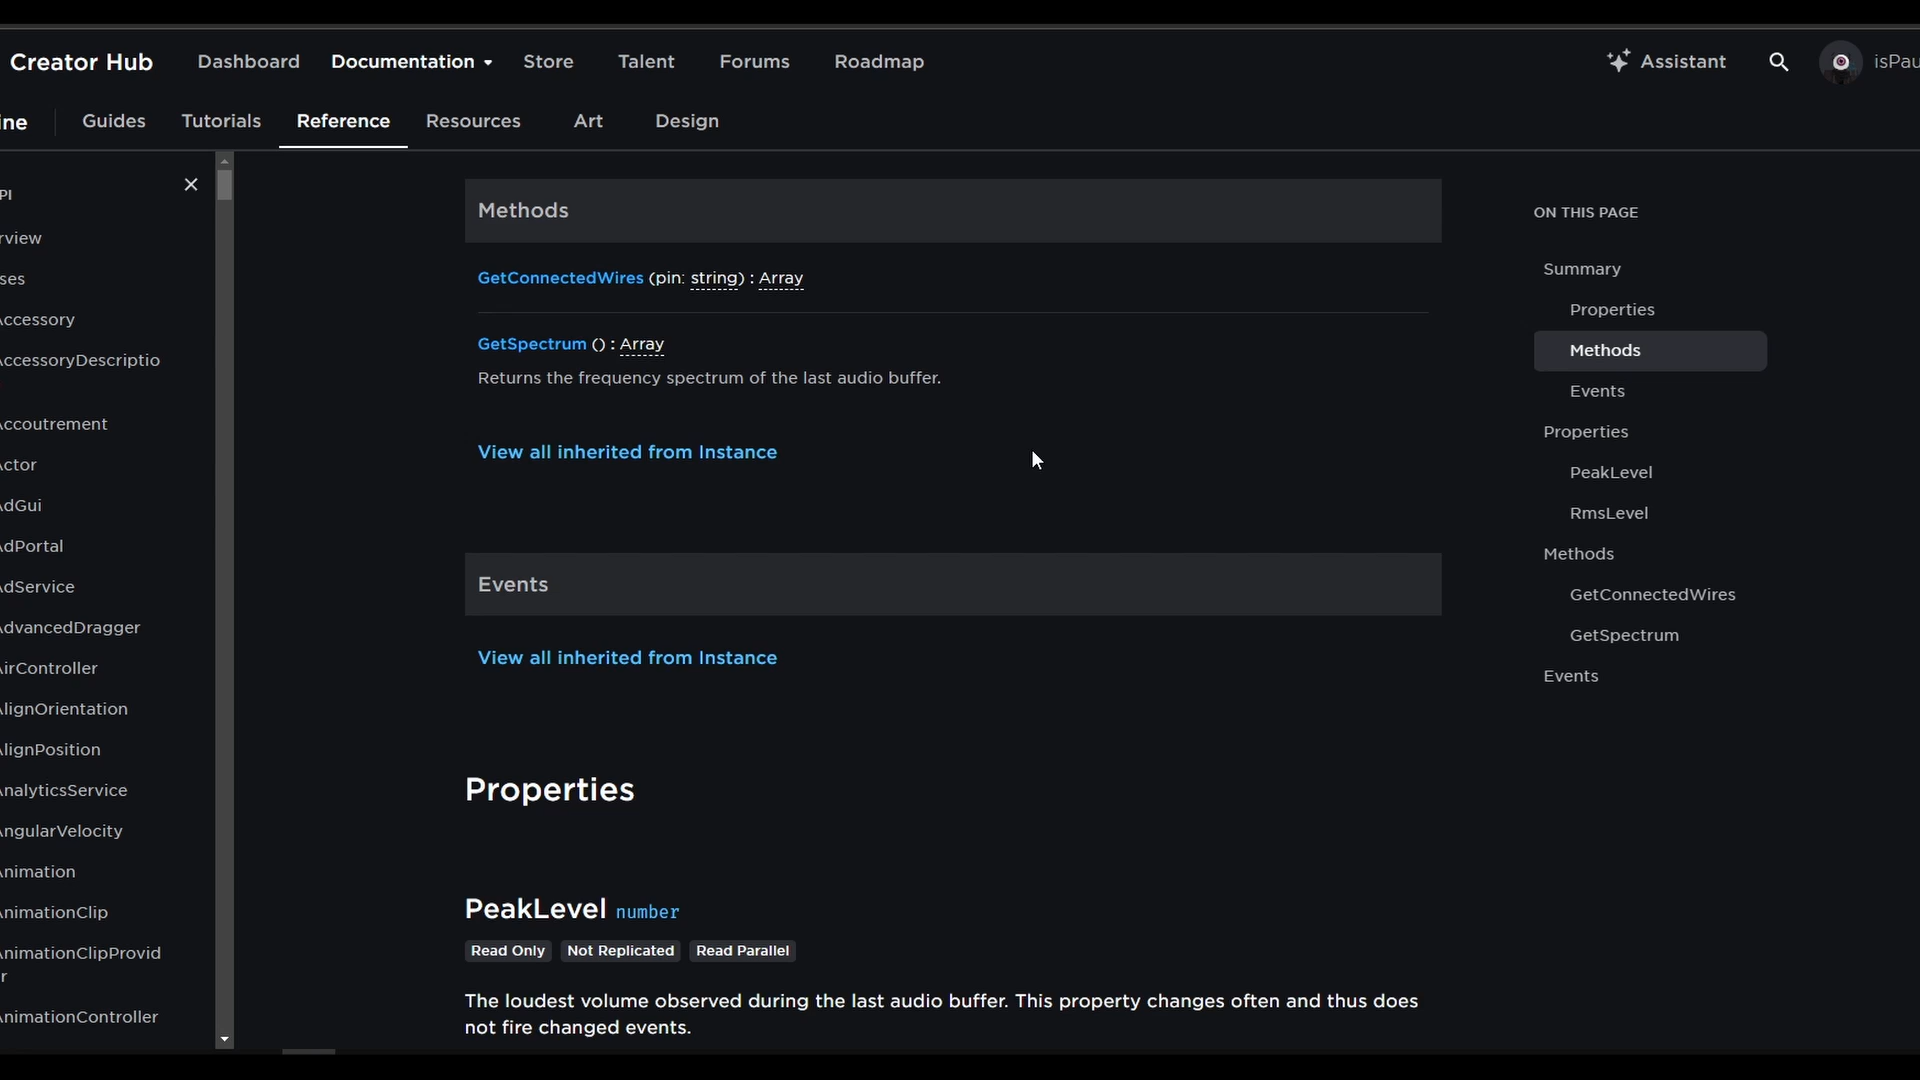 Creator Hub Dashboard Documentation Store Talent Forums Roadmap Assistant isPau
ine Guides Tutorials Reference Resources Art Design
PI
rview
ses
ccessory
ccessoryDescriptio
ccoutrement
ctor
dGui
dPortal
dService
dvancedDragger
irController
lignOrientation
lignPosition
nalyticsService
ngularVelocity
nimation
nimationClip
nimationClipProvid
r
nimationController
Methods
GetConnectedWires (pin: string) : Array
GetSpectrum () : Array
Returns the frequency spectrum of the last audio buffer.
View all inherited from Instance
Events
View all inherited from Instance
Properties
PeakLevel number
Read Only Not Replicated Read Parallel
The loudest volume observed during the last audio buffer. This property changes often and thus does
not fire changed events.
ON THIS PAGE
Summary
Properties
Methods
Events
Properties
PeakLevel
RmsLevel
Methods
GetConnectedWires
GetSpectrum
Events